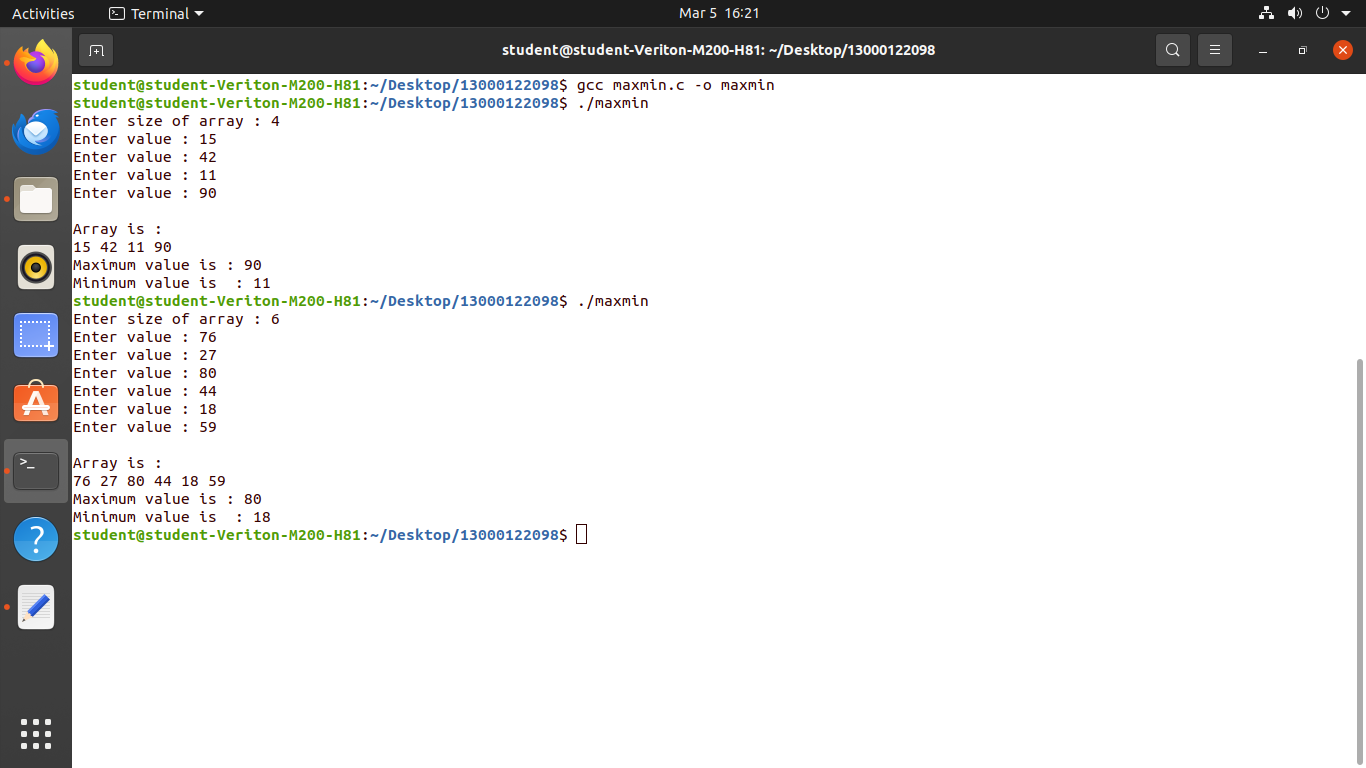 Activities
Terminal
Mar 5 16:21
student@student-Veriton-M200-H81: ~/Desktop/13000122098
student@student-Veriton-M200-H81:~/Desktop/13000122098$ gcc maxmin.c -o maxmin
student@student-Veriton-M200-H81:~/Desktop/13000122098$ ./maxmin
Enter size of array : 4
Enter value : 15
Enter value : 42
Enter value : 11
Enter value : 90

Array is :
15 42 11 90
Maximum value is : 90
Minimum value is  : 11
student@student-Veriton-M200-H81:~/Desktop/13000122098$ ./maxmin
Enter size of array : 6
Enter value : 76
Enter value : 27
Enter value : 80
Enter value : 44
Enter value : 18
Enter value : 59

Array is :
76 27 80 44 18 59
Maximum value is : 80
Minimum value is  : 18
student@student-Veriton-M200-H81:~/Desktop/13000122098$